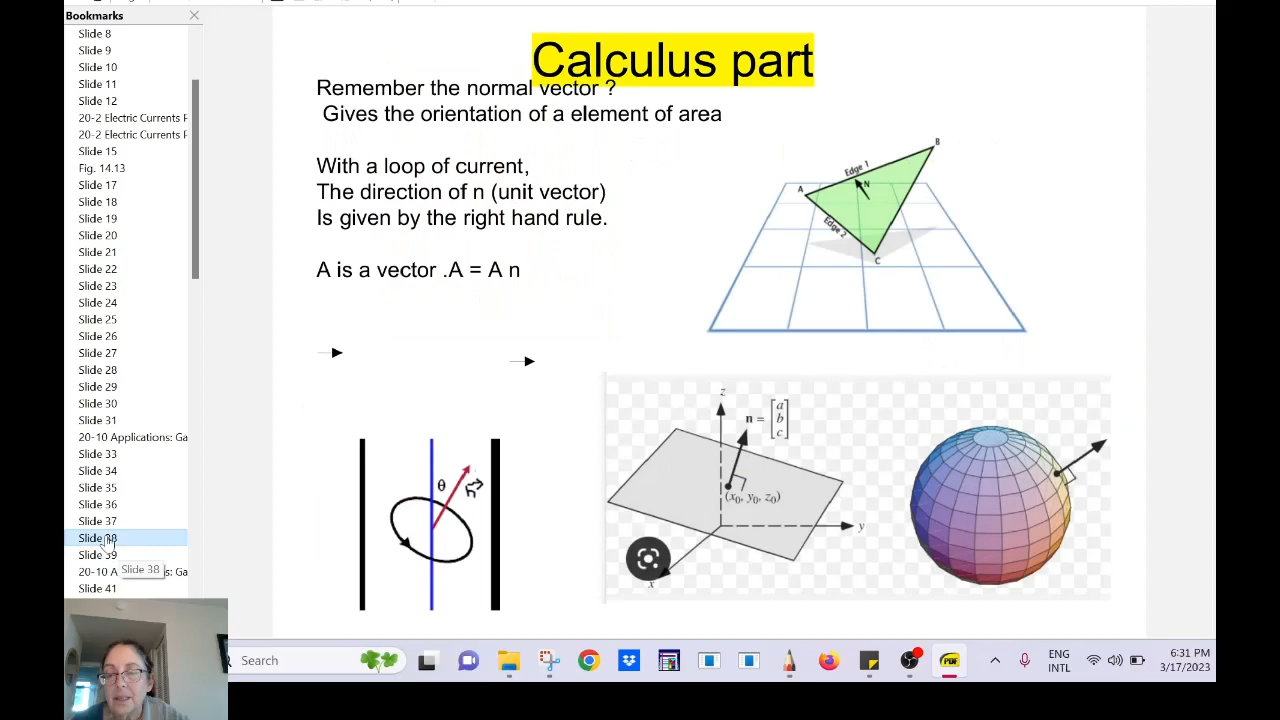 Bookmarks
Slide 8
Slide 9
Slide 10
Slide 11
Slide 12
20-2 Electric Currents F
20-2 Electric Currents F
Slide 15
Fig. 14.13
Slide 17
Slide 18
Slide 19
Slide 20
Slide 21
Slide 22
Slide 23
Slide 24
Slide 25
Slide 26
Slide 27
Slide 28
Slide 29
Slide 30
Slide 31
20-10 Applications: Ga
Slide 33
Slide 34
Slide 35
Slide 36
Slide 37
Slide 38
Slide 39
20-10 A s: Ga
Slide 38
Slide 41
Calculus part
Remember the normal vector ?
Gives the orientation of a element of area
With a loop of current,
The direction of n (unit vector)
Is given by the right hand rule.
A is a vector .A = A n
B
Edge 1
A
N
Edge 2
C
θ
z
n = [a b c]
(x₀, y₀, z₀)
y
x
Search
PDF
ENG
INTL
6:31 PM
3/17/2023